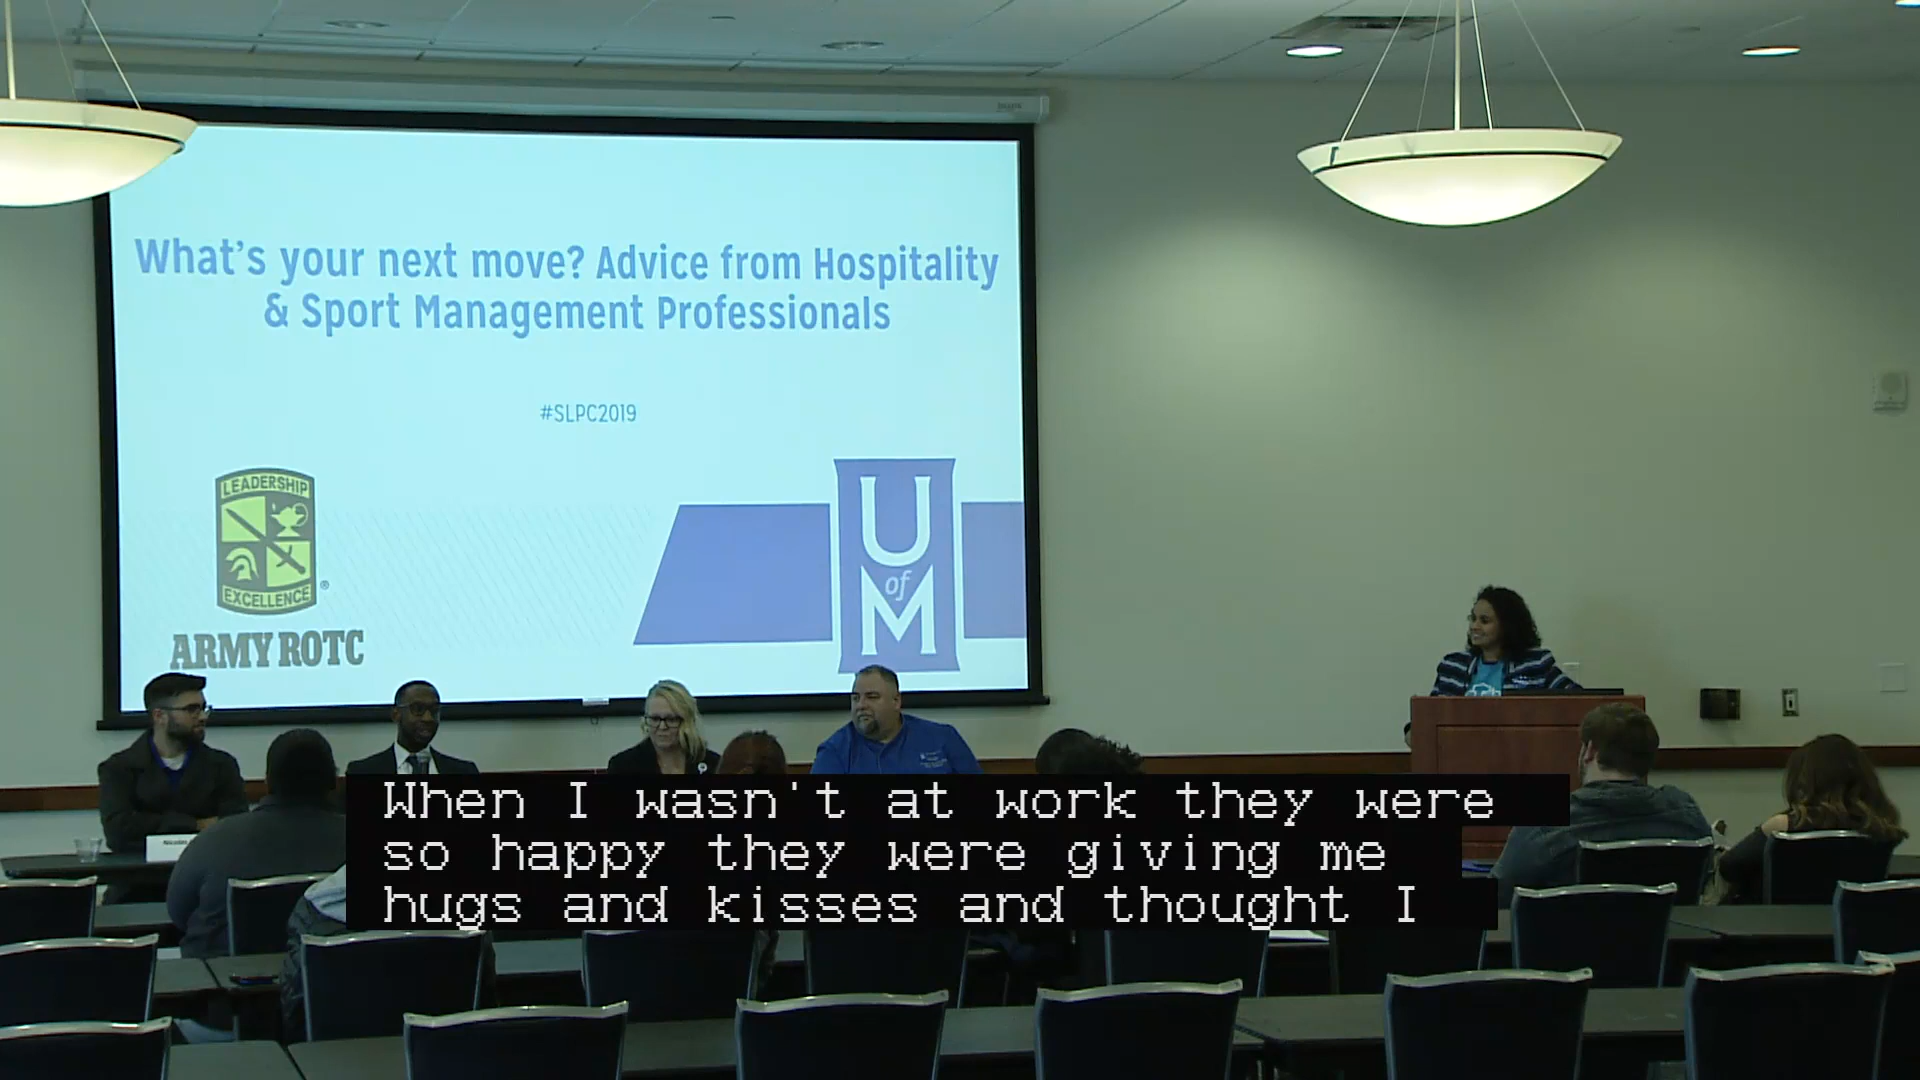 What's your next move? Advice from Hospitality
& Sport Management Professionals
#SLPC2019
LEADERSHIP
EXCELLENCE
®
ARMY ROTC
U
of
M
When I wasn't at work they were
so happy they were giving me
hugs and kisses and thought I